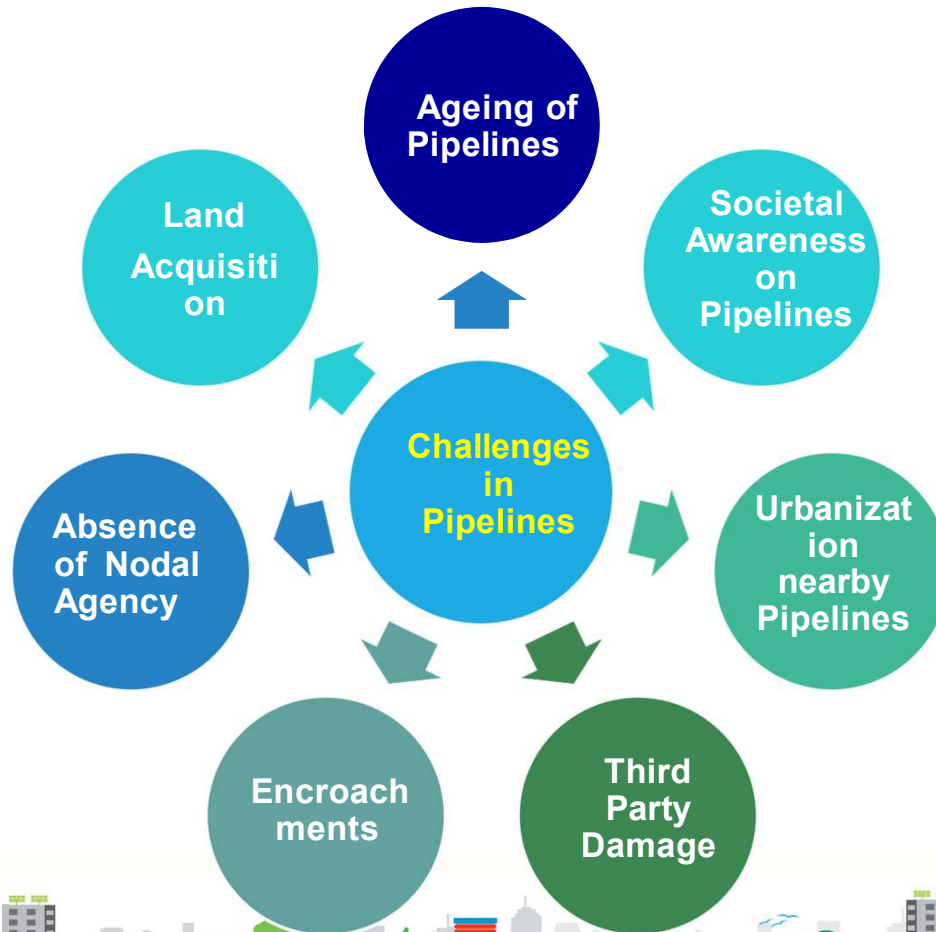 Ageing of
Pipelines
Land
Acquisiti
on
Societal
Awareness
on
Pipelines
Challenges
in
Pipelines
Absence
of Nodal
Agency
Urbanizat
ion
nearby
Pipelines
Encroach
ments
Third
Party
Damage